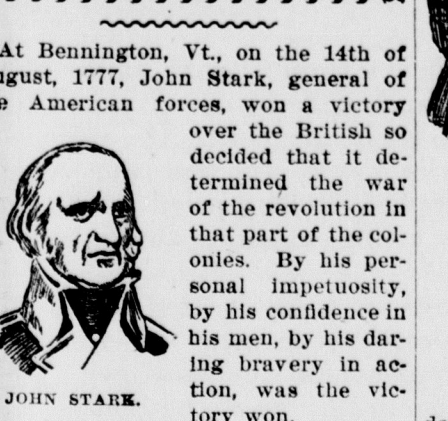 At Bennington, Vt., on the 14th of
ugust, 1777, John Stark, general of
e American forces, won a victory
over the British so
decided that it de-
termined the war
of the revolution in
that part of the col-
onies. By his per-
sonal impetuosity,
by his confidence in
his men, by his dar-
ing bravery in ac-
tion, was the vic-
tory won.
JOHN STARK.